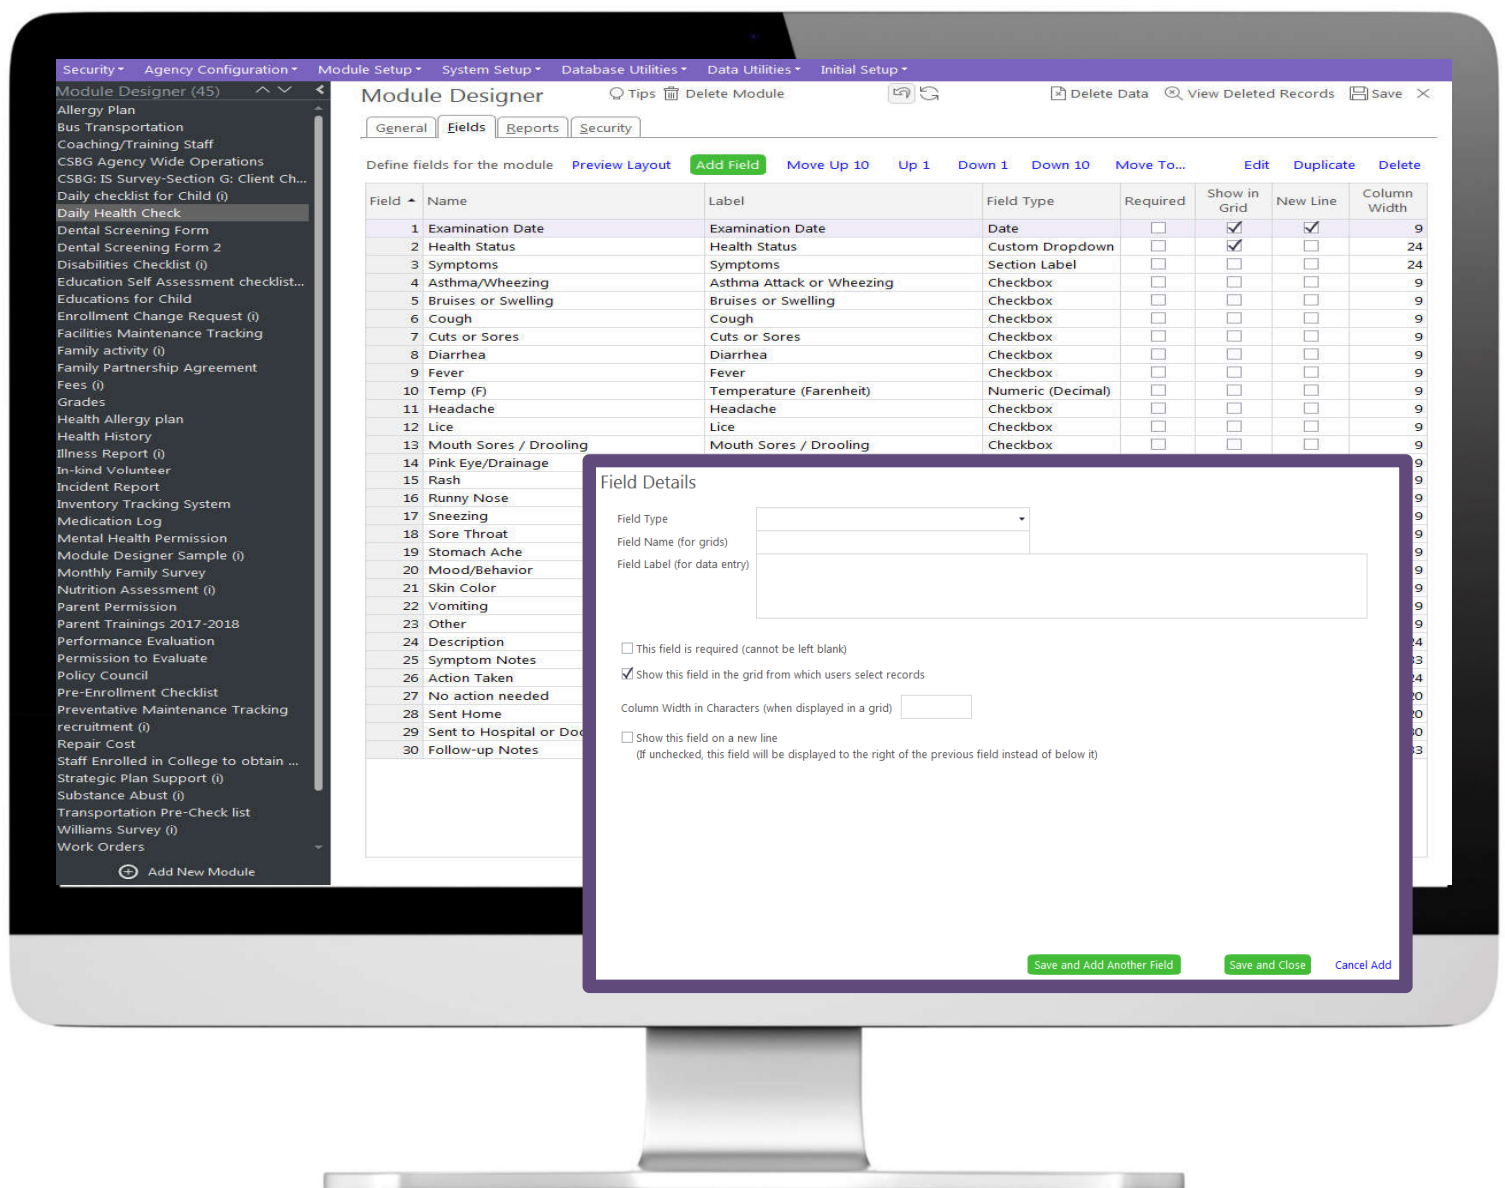 Security Agency Configuration Module Setup System Setup Database Utilities Data Utilities Initial Setup
Module Designer (45)
Allergy Plan
Bus Transportation
Coaching/Training Staff
CSBG Agency Wide Operations
CSBG: IS Survey-Section G: Client Ch...
Daily checklist for Child (i)
Daily Health Check
Dental Screening Form
Dental Screening Form 2
Disabilities Checklist (i)
Education Self Assessment checklist...
Educations for Child
Enrollment Change Request (i)
Facilities Maintenance Tracking
Family activity (i)
Family Partnership Agreement
Fees (i)
Grades
Health Allergy plan
Health History
Illness Report (i)
In-kind Volunteer
Incident Report
Inventory Tracking System
Medication Log
Mental Health Permission
Module Designer Sample (i)
Monthly Family Survey
Nutrition Assessment (i)
Parent Permission
Parent Trainings 2017-2018
Performance Evaluation
Permission to Evaluate
Policy Council
Pre-Enrollment Checklist
Preventative Maintenance Tracking
recruitment (i)
Repair Cost
Staff Enrolled in College to obtain ...
Strategic Plan Support (i)
Substance Abust (i)
Transportation Pre-Check list
Williams Survey (i)
Work Orders
Add New Module
Module Designer Tips Delete Module Delete Data View Deleted Records Save
General Fields Reports Security
Define fields for the module Preview Layout Add Field Move Up 10 Up 1 Down 1 Down 10 Move To... Edit Duplicate Delete
Field Name Label Field Type Required Show in Grid New Line Column Width
1 Examination Date Examination Date Date 9
2 Health Status Health Status Custom Dropdown 24
3 Symptoms Symptoms Section Label 24
4 Asthma/Wheezing Asthma Attack or Wheezing Checkbox 9
5 Bruises or Swelling Bruises or Swelling Checkbox 9
6 Cough Cough Checkbox 9
7 Cuts or Sores Cuts or Sores Checkbox 9
8 Diarrhea Diarrhea Checkbox 9
9 Fever Fever Checkbox 9
10 Temp (F) Temperature (Farenheit) Numeric (Decimal) 9
11 Headache Headache Checkbox 9
12 Lice Lice Checkbox 9
13 Mouth Sores / Drooling Mouth Sores / Drooling Checkbox 9
14 Pink Eye/Drainage 9
15 Rash 9
16 Runny Nose 9
17 Sneezing 9
18 Sore Throat 9
19 Stomach Ache 9
20 Mood/Behavior 9
21 Skin Color 9
22 Vomiting 9
23 Other 9
24 Description
25 Symptom Notes
26 Action Taken
27 No action needed
28 Sent Home
29 Sent to Hospital or
30 Follow-up Notes
Field Details
Field Type
Field Name (for grids)
Field Label (for data entry)
This field is required (cannot be left blank)
Show this field in the grid from which users select records
Column Width in Characters (when displayed in a grid)
Show this field on a new line
(If unchecked, this field will be displayed to the right of the previous field instead of below it)
Save and Add Another Field Save and Close Cancel Add